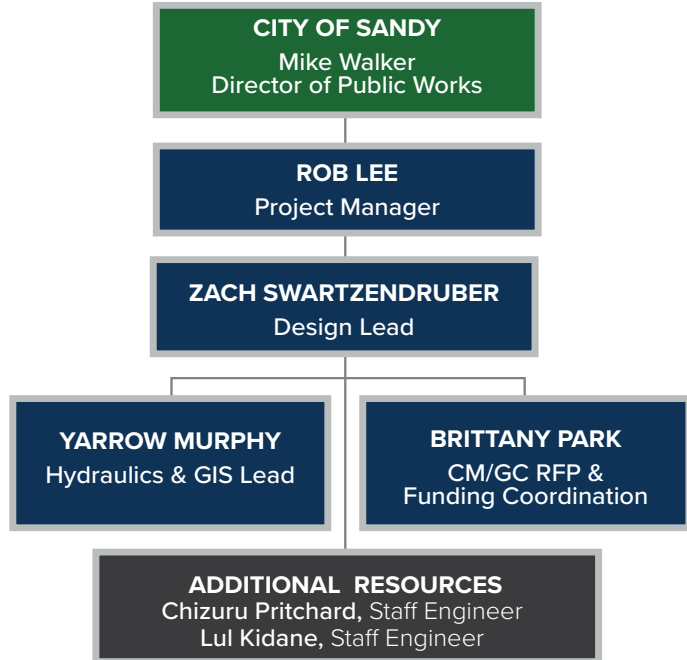 CITY OF SANDY
Mike Walker
Director of Public Works
ROB LEE
Project Manager
ZACH SWARTZENDRUBER
Design Lead
YARROW MURPHY
Hydraulics & GIS Lead
BRITTANY PARK
CM/GC RFP &
Funding Coordination
ADDITIONAL RESOURCES
Chizuru Pritchard, Staff Engineer
Lul Kidane, Staff Engineer